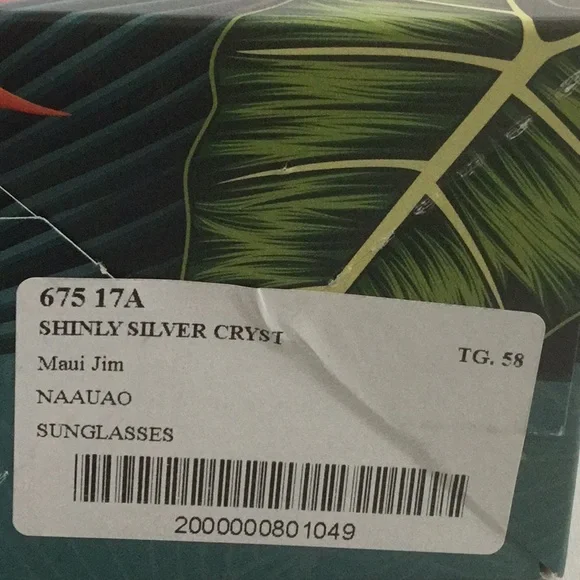 675 17A
SHINLY SILVER CRYST
TG. 58
Maui Jim
NAAUAO
SUNGLASSES
2000000801049